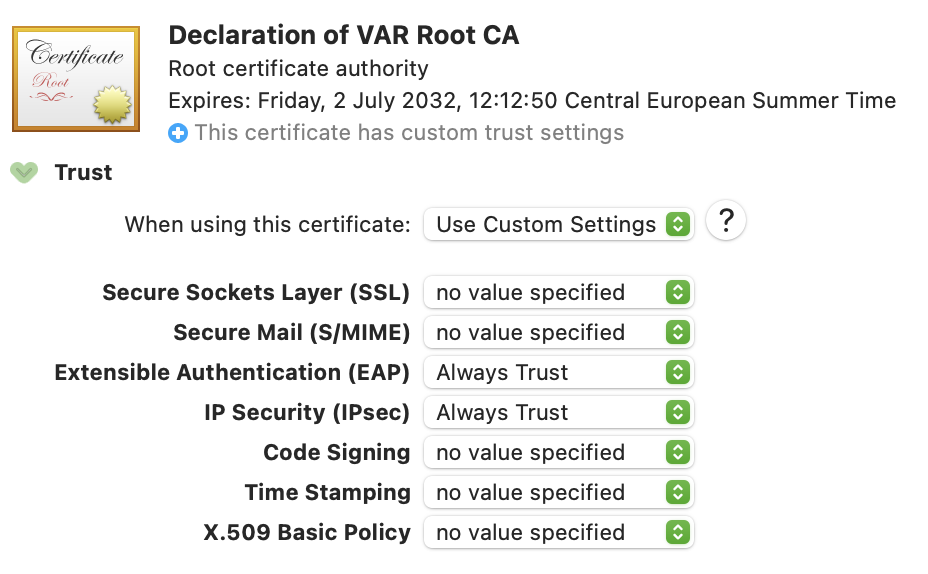 Certificate
Root
Declaration of VAR Root CA
Root certificate authority
Expires: Friday, 2 July 2032, 12:12:50 Central European Summer Time
This certificate has custom trust settings
Trust
When using this certificate: Use Custom Settings ?
Secure Sockets Layer (SSL) no value specified
Secure Mail (S/MIME) no value specified
Extensible Authentication (EAP) Always Trust
IP Security (IPsec) Always Trust
Code Signing no value specified
Time Stamping no value specified
X.509 Basic Policy no value specified